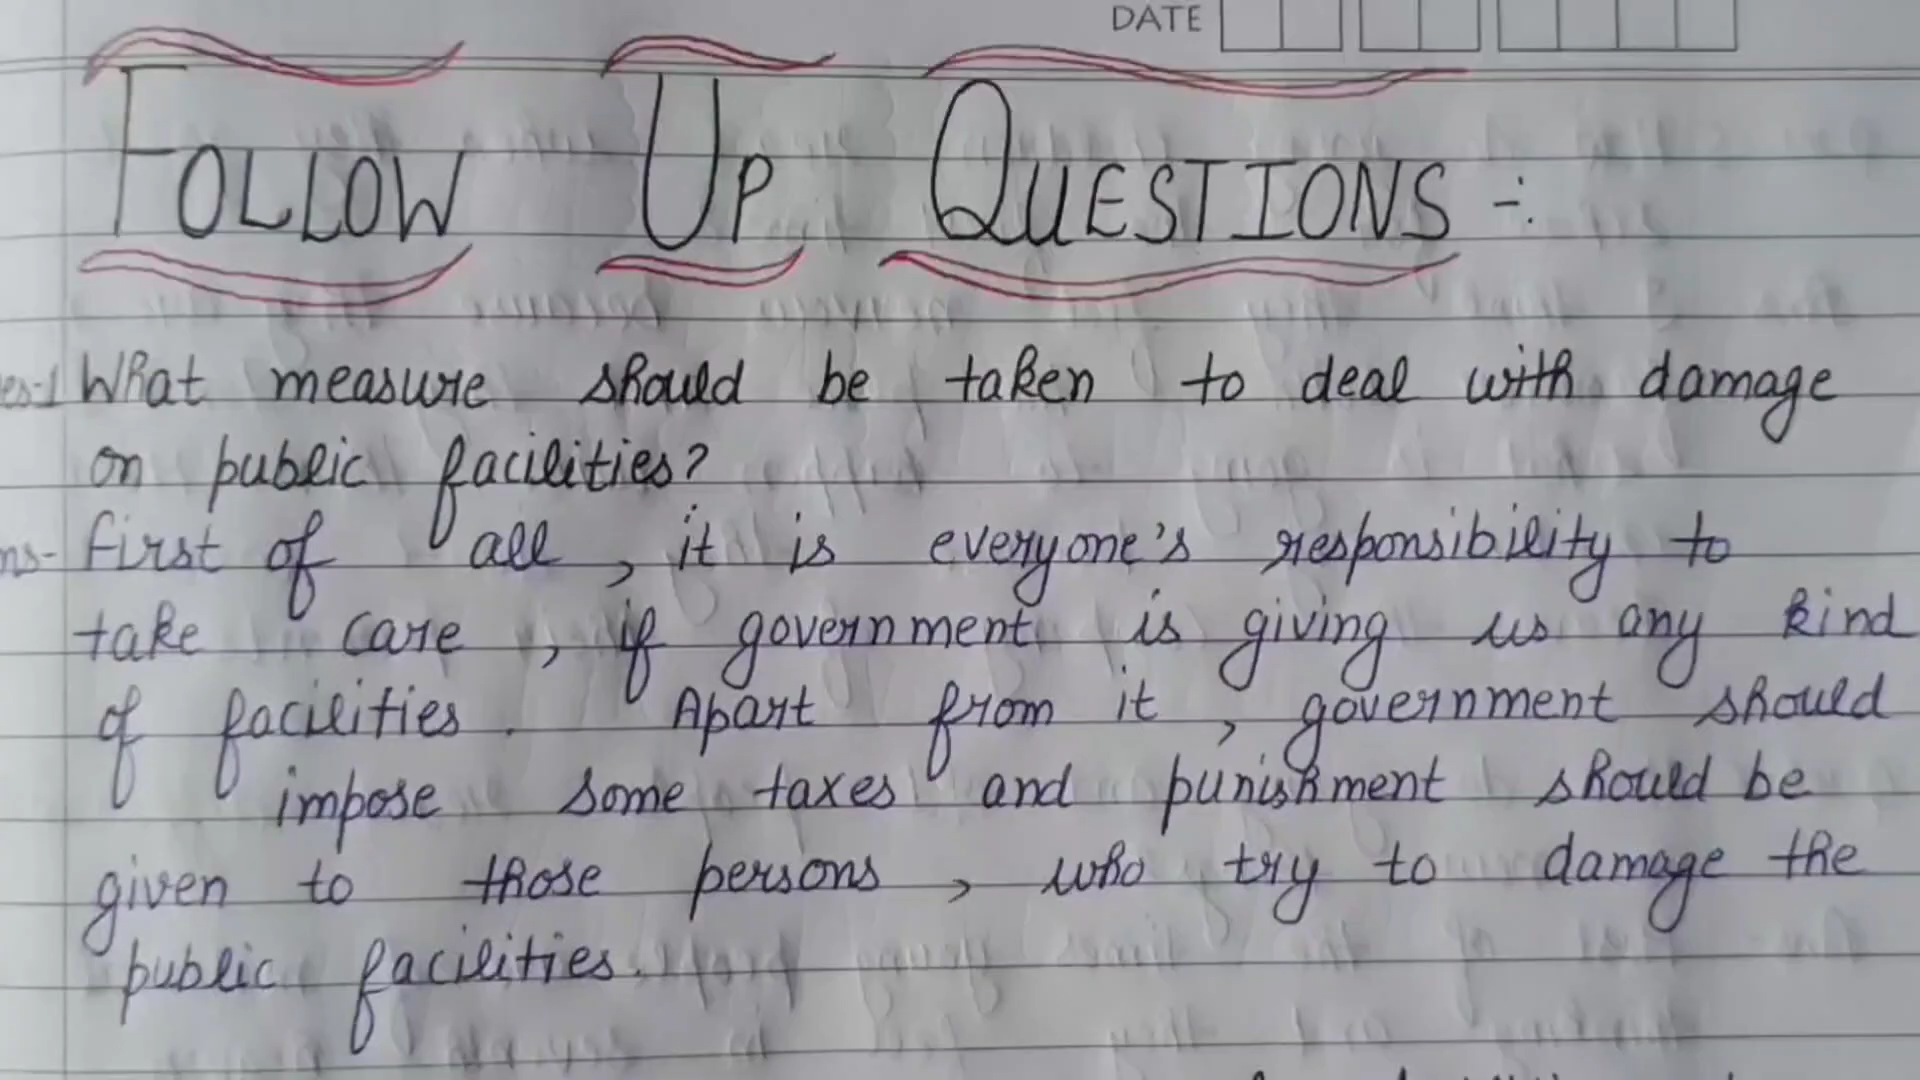 DATE
FOLLOW UP QUESTIONS -:
es-1 What measure should be taken to deal with damage
on public facilities?
ns- first of all, it is everyone's responsibility to
take care, if government is giving us any kind
of facilities. Apart from it, government should
impose some taxes and punishment should be
given to those persons, who try to damage the
public facilities.